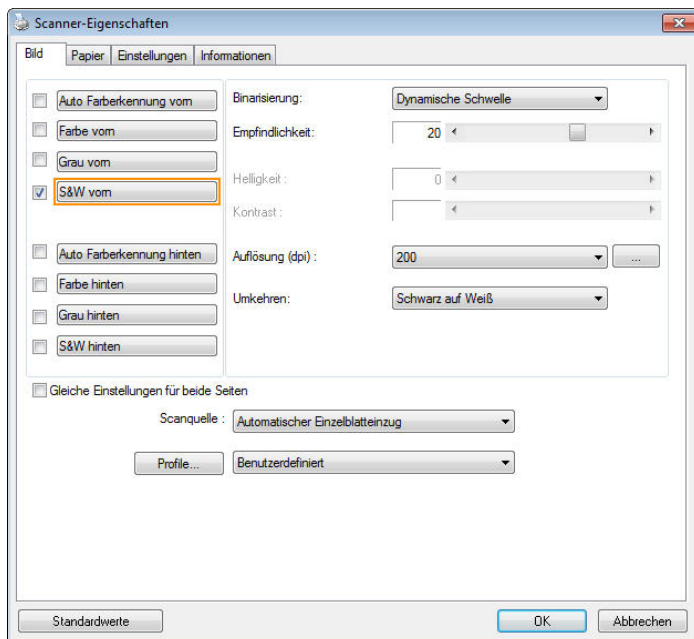 Scanner-Eigenschaften
Bild Papier Einstellungen Informationen
Auto Farberkennung vorn
Farbe vorn
Grau vorn
S&W vorn
Auto Farberkennung hinten
Farbe hinten
Grau hinten
S&W hinten
Binarisierung: Dynamische Schwelle
Empfindlichkeit: 20
Helligkeit : 0
Kontrast :
Auflösung (dpi) : 200 ...
Umkehren: Schwarz auf Weiß
Gleiche Einstellungen für beide Seiten
Scanquelle : Automatischer Einzelblatteinzug
Profile... Benutzerdefiniert
Standardwerte OK Abbrechen